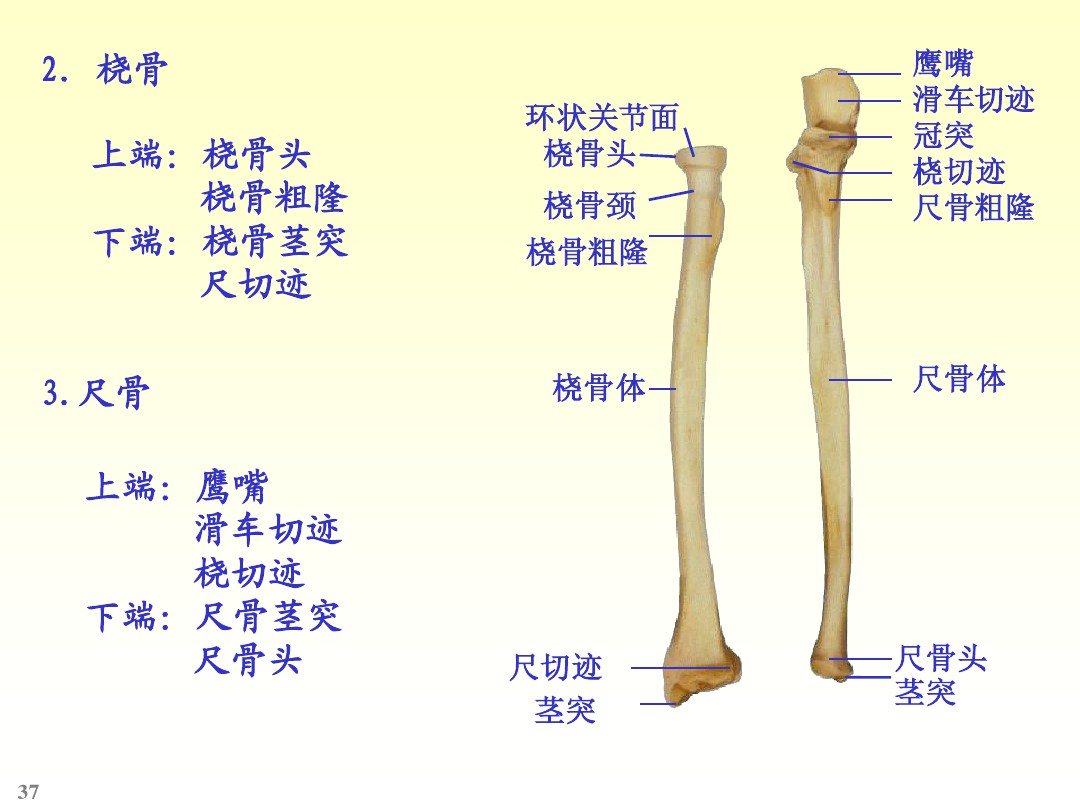 2. 桡骨
上端：桡骨头
桡骨粗隆
下端：桡骨茎突
尺切迹
3.尺骨
上端：鹰嘴
滑车切迹
桡切迹
下端：尺骨茎突
尺骨头
环状关节面
桡骨头
桡骨颈
桡骨粗隆
桡骨体
尺切迹
茎突
鹰嘴
滑车切迹
冠突
桡切迹
尺骨粗隆
尺骨体
尺骨头
茎突
37